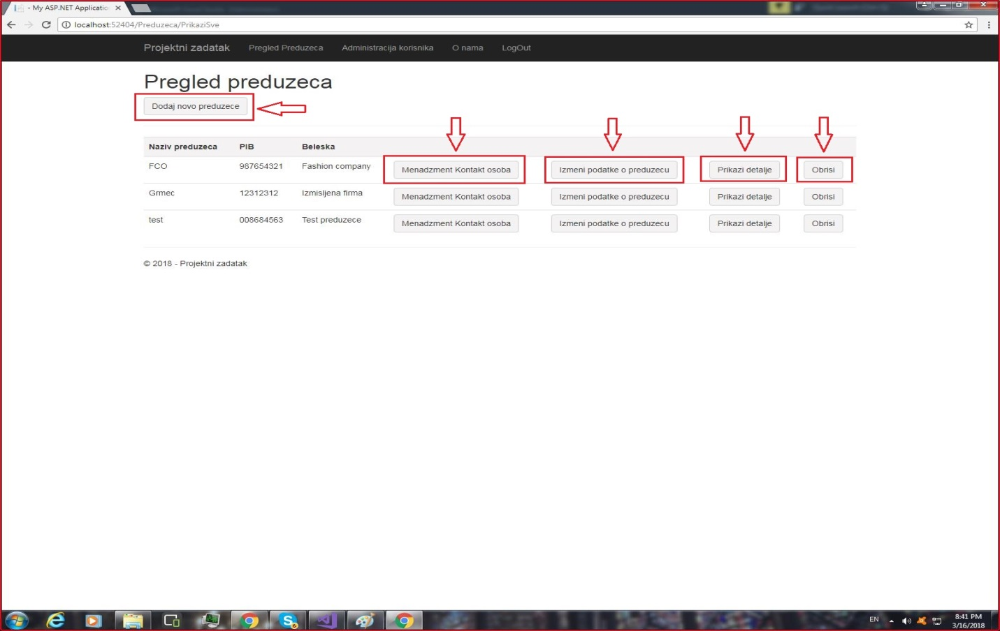 - My ASP.NET Applicatio
localhost:52404/Preduzeca/PrikaziSve
Projektni zadatak Pregled Preduzeca Administracija korisnika O nama LogOut
Pregled preduzeca
Dodaj novo preduzece
Naziv preduzeca PIB Beleska
FCO 987654321 Fashion company Menadzment Kontakt osoba Izmeni podatke o preduzecu Prikazi detalje Obrisi
Grmec 12312312 Izmisljena firma Menadzment Kontakt osoba Izmeni podatke o preduzecu Prikazi detalje Obrisi
test 008684563 Test preduzece Menadzment Kontakt osoba Izmeni podatke o preduzecu Prikazi detalje Obrisi
© 2018 - Projektni zadatak
EN
8:41 PM
3/16/2018